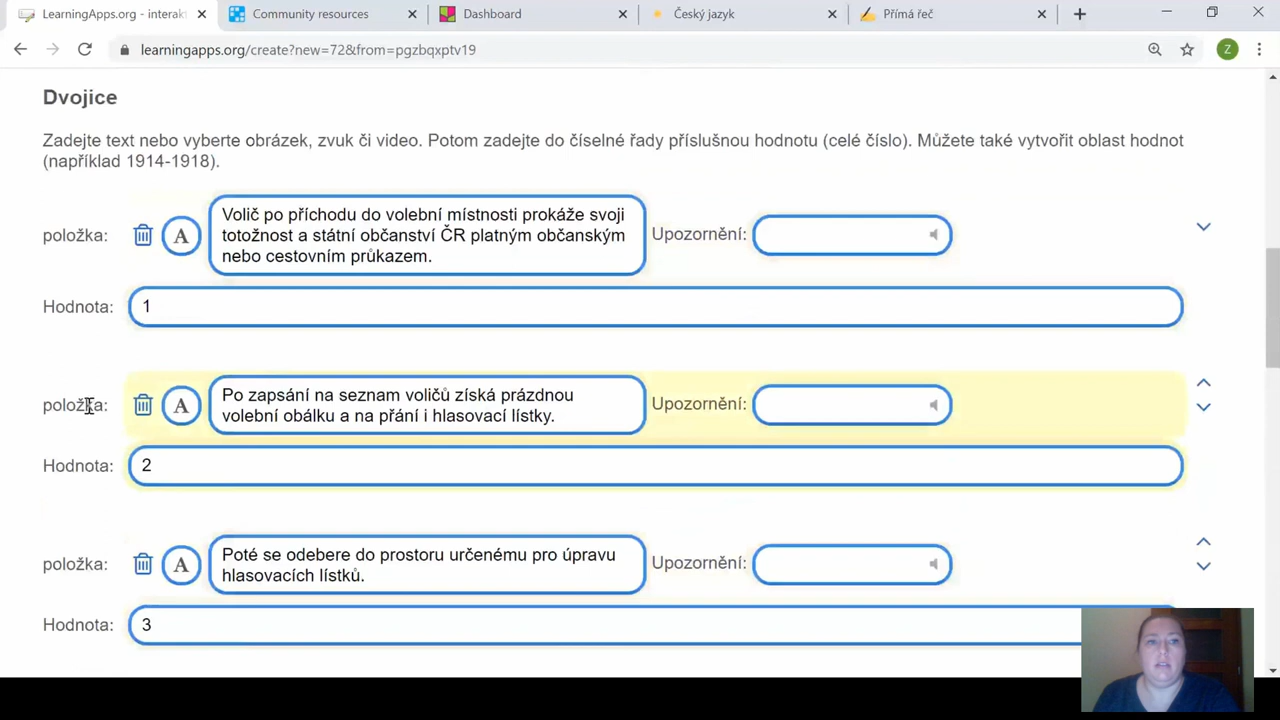 LearningApps.org - interak
Community resources
Dashboard
Český jazyk
Přímá řeč
learningapps.org/create?new=72&from=pgzbqxptv19
Z
Dvojice
Zadejte text nebo vyberte obrázek, zvuk či video. Potom zadejte do číselné řady příslušnou hodnotu (celé číslo). Můžete také vytvořit oblast hodnot
(například 1914-1918).
položka:
A
Volič po příchodu do volební místnosti prokáže svoji
totožnost a státní občanství ČR platným občanským
nebo cestovním průkazem.
Upozornění:
Hodnota:
1
položka:
A
Po zapsání na seznam voličů získá prázdnou
volební obálku a na přání i hlasovací lístky.
Upozornění:
Hodnota:
2
položka:
A
Poté se odebere do prostoru určenému pro úpravu
hlasovacích lístků.
Upozornění:
Hodnota:
3